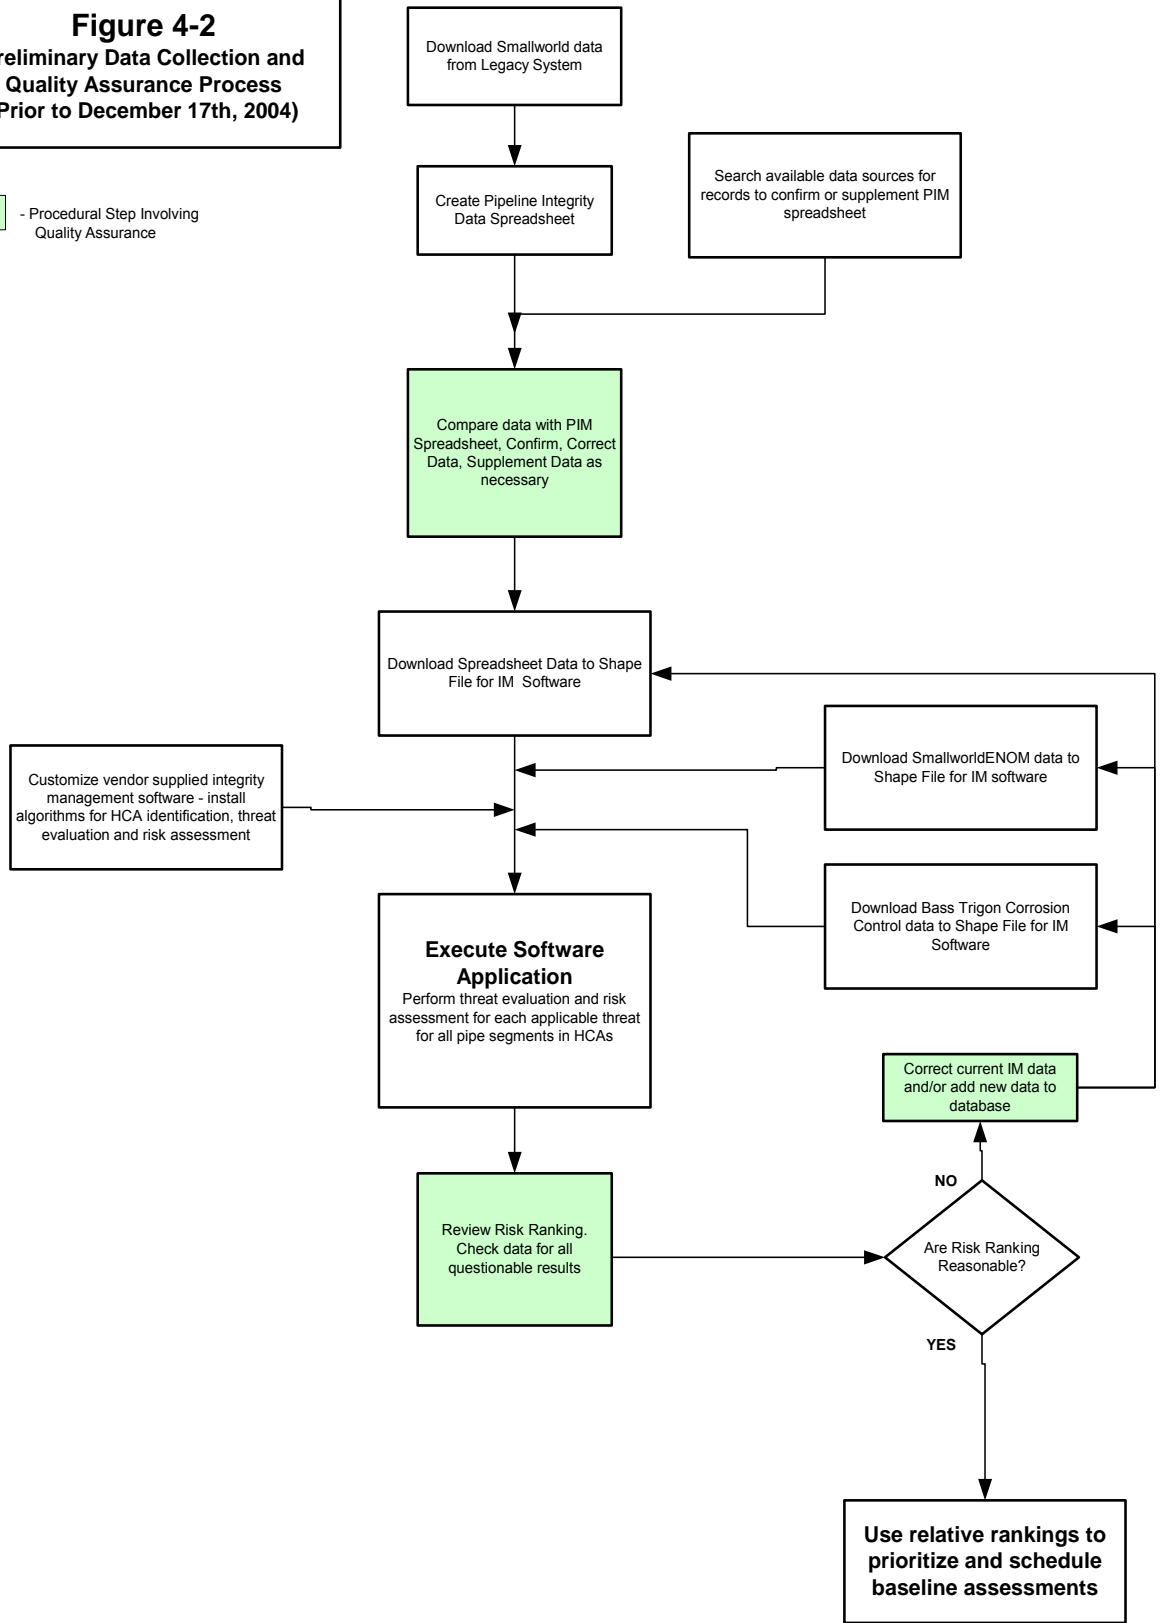 Figure 4-2
reliminary Data Collection and
Quality Assurance Process
Prior to December 17th, 2004)
- Procedural Step Involving
Quality Assurance
Download Smallworld data
from Legacy System
Create Pipeline Integrity
Data Spreadsheet
Search available data sources for
records to confirm or supplement PIM
spreadsheet
Compare data with PIM
Spreadsheet, Confirm, Correct
Data, Supplement Data as
necessary
Download Spreadsheet Data to Shape
File for IM Software
Customize vendor supplied integrity
management software - install
algorithms for HCA identification, threat
evaluation and risk assessment
Download SmallworldENOM data to
Shape File for IM software
Download Bass Trigon Corrosion
Control data to Shape File for IM
Software
Execute Software
Application
Perform threat evaluation and risk
assessment for each applicable threat
for all pipe segments in HCAs
Correct current IM data
and/or add new data to
database
NO
Review Risk Ranking.
Check data for all
questionable results
Are Risk Ranking
Reasonable?
YES
Use relative rankings to
prioritize and schedule
baseline assessments